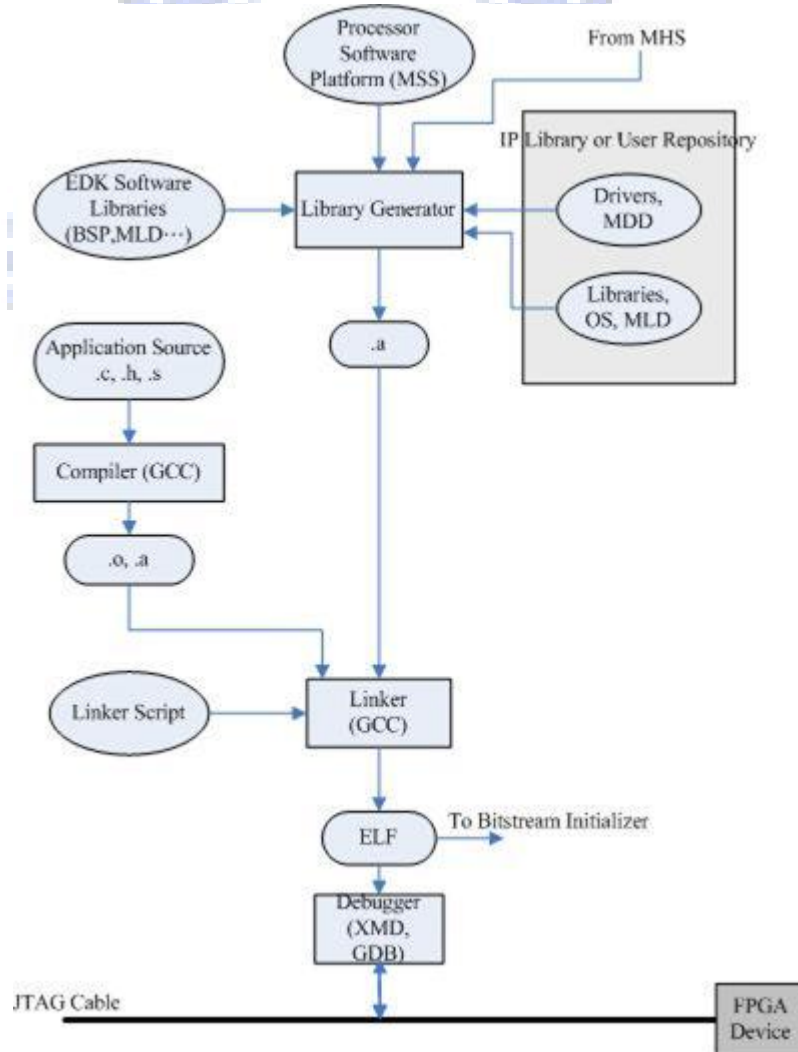 Processor
Software
Platform (MSS)
From MHS
IP Library or User Repository
EDK Software
Libraries
(BSP,MLD···)
Library Generator
Drivers,
MDD
Libraries,
OS, MLD
.a
Application Source
.c, .h, .s
Compiler (GCC)
.o, .a
Linker Script
Linker
(GCC)
ELF
To Bitstream Initializer
Debugger
(XMD,
GDB)
JTAG Cable
FPGA
Device